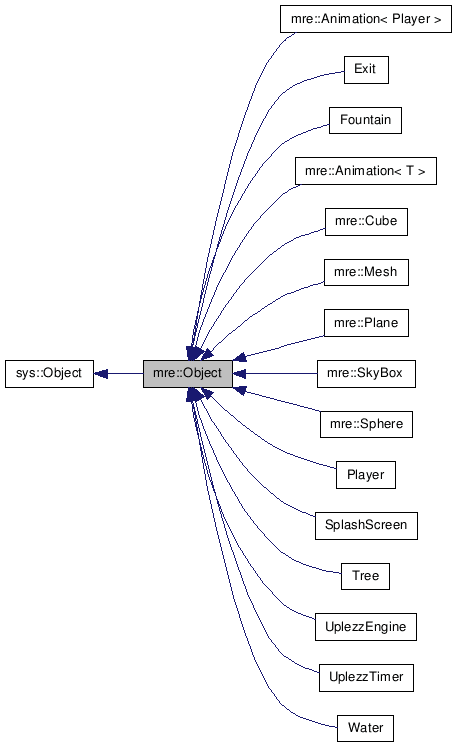 mre::Animation< Player >
Exit
Fountain
mre::Animation< T >
mre::Cube
mre::Mesh
mre::Plane
sys::Object
mre::Object
mre::SkyBox
mre::Sphere
Player
SplashScreen
Tree
UplezzEngine
UplezzTimer
Water